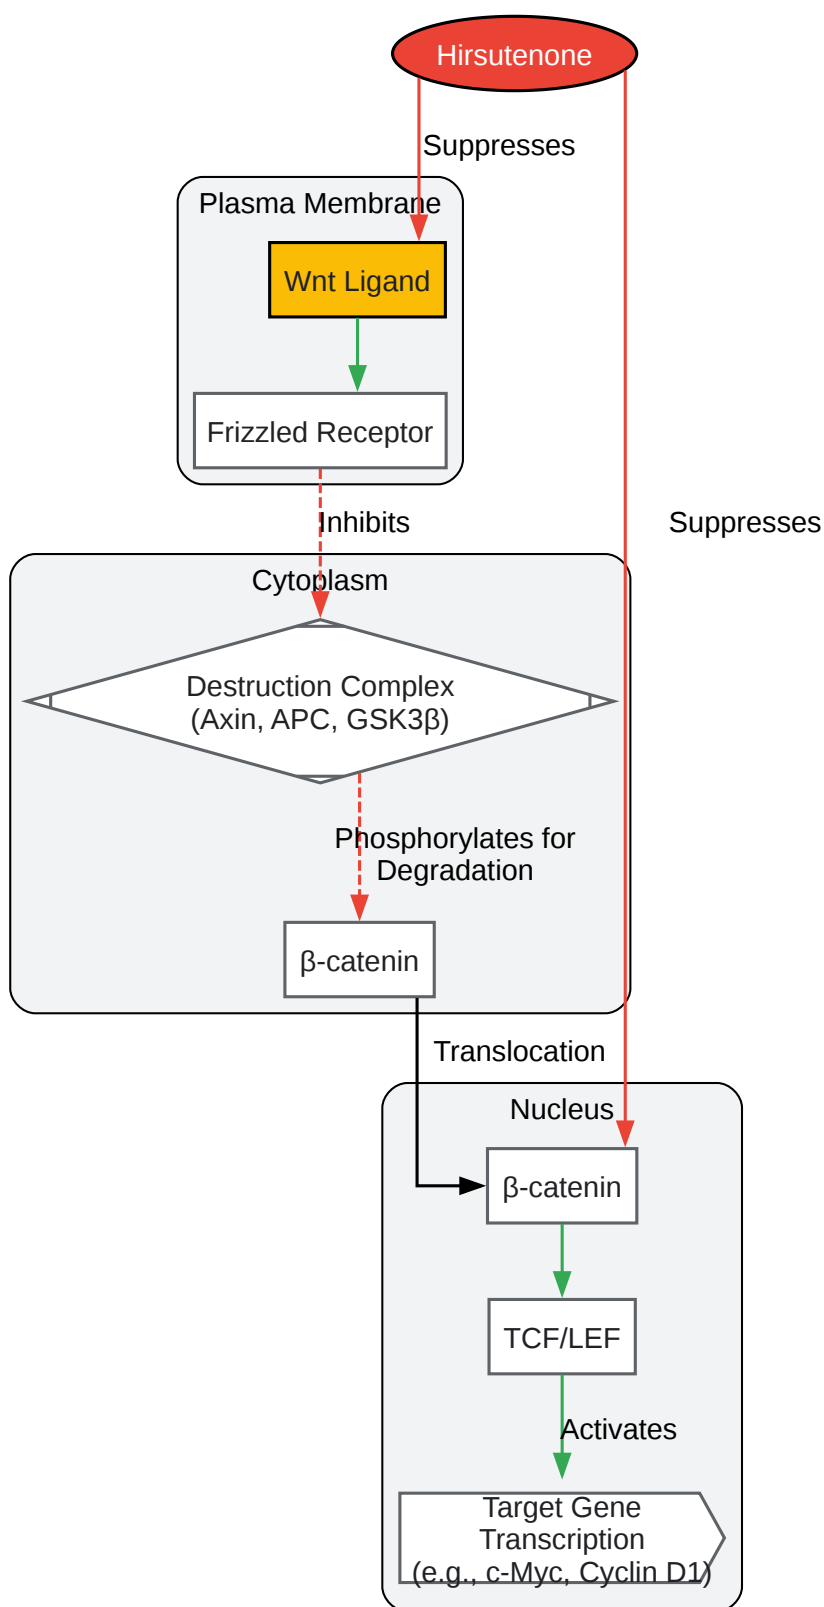 Hirsutenone
Suppresses
Plasma Membrane
Wnt Ligand
Frizzled Receptor
Inhibits
Suppresses
Cytoplasm
Destruction Complex
(Axin, APC, GSK3β)
Phosphorylates for
Degradation
β-catenin
Translocation
Nucleus
β-catenin
TCF/LEF
Activates
Target Gene
Transcription
(e.g., c-Myc, Cyclin D1)